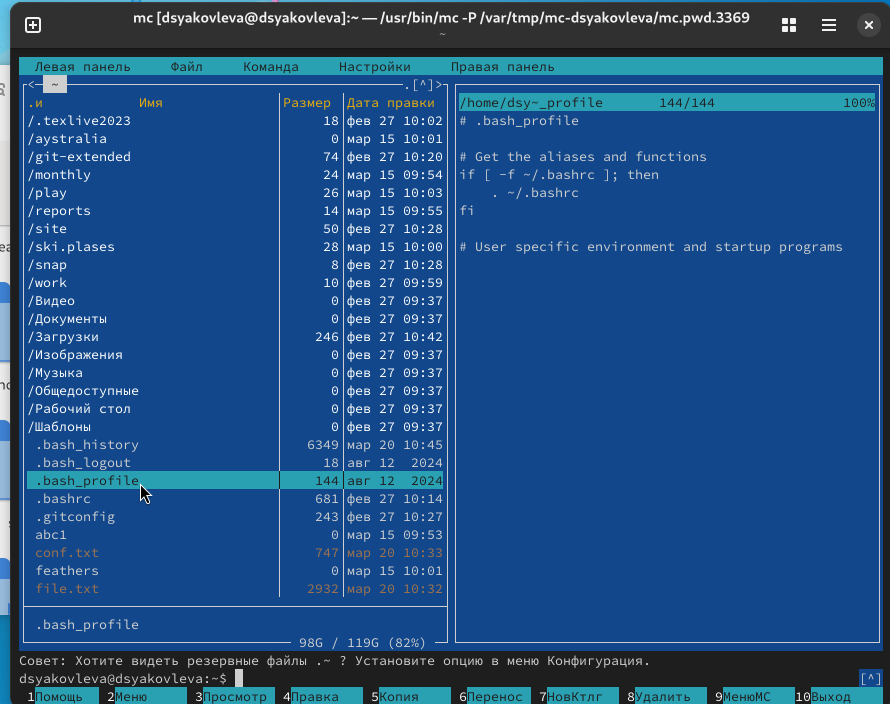 mc [dsyakovleva@dsyakovleva]:~ — /usr/bin/mc -P /var/tmp/mc-dsyakovleva/mc.pwd.3369
~
Левая панель Файл Команда Настройки Правая панель
<─ ~ .[^]>
.и Имя Размер Дата правки
/.texlive2023 18 фев 27 10:02
/aystralia 0 мар 15 10:01
/git-extended 74 фев 27 10:20
/monthly 24 мар 15 09:54
/play 26 мар 15 10:03
/reports 14 мар 15 09:55
/site 50 фев 27 10:28
/ski.plases 28 мар 15 10:00
/snap 8 фев 27 10:28
/work 10 фев 27 09:59
/Видео 0 фев 27 09:37
/Документы 0 фев 27 09:37
/Загрузки 246 фев 27 10:42
/Изображения 0 фев 27 09:37
/Музыка 0 фев 27 09:37
/Общедоступные 0 фев 27 09:37
/Рабочий стол 0 фев 27 09:37
/Шаблоны 0 фев 27 09:37
.bash_history 6349 мар 20 10:45
.bash_logout 18 авг 12 2024
.bash_profile 144 авг 12 2024
.bashrc 681 фев 27 10:14
.gitconfig 243 фев 27 10:27
abc1 0 мар 15 09:53
conf.txt 747 мар 20 10:33
feathers 0 мар 15 10:01
file.txt 2932 мар 20 10:32
.bash_profile
98G / 119G (82%)
/home/dsy~_profile 144/144 100%
# .bash_profile
# Get the aliases and functions
if [ -f ~/.bashrc ]; then
. ~/.bashrc
fi
# User specific environment and startup programs
Совет: Хотите видеть резервные файлы .~ ? Установите опцию в меню Конфигурация.
dsyakovleva@dsyakovleva:~$ [^]
1Помощь 2Меню 3Просмотр 4Правка 5Копия 6Перенос 7НовКтлг 8Удалить 9МенюMC 10Выход